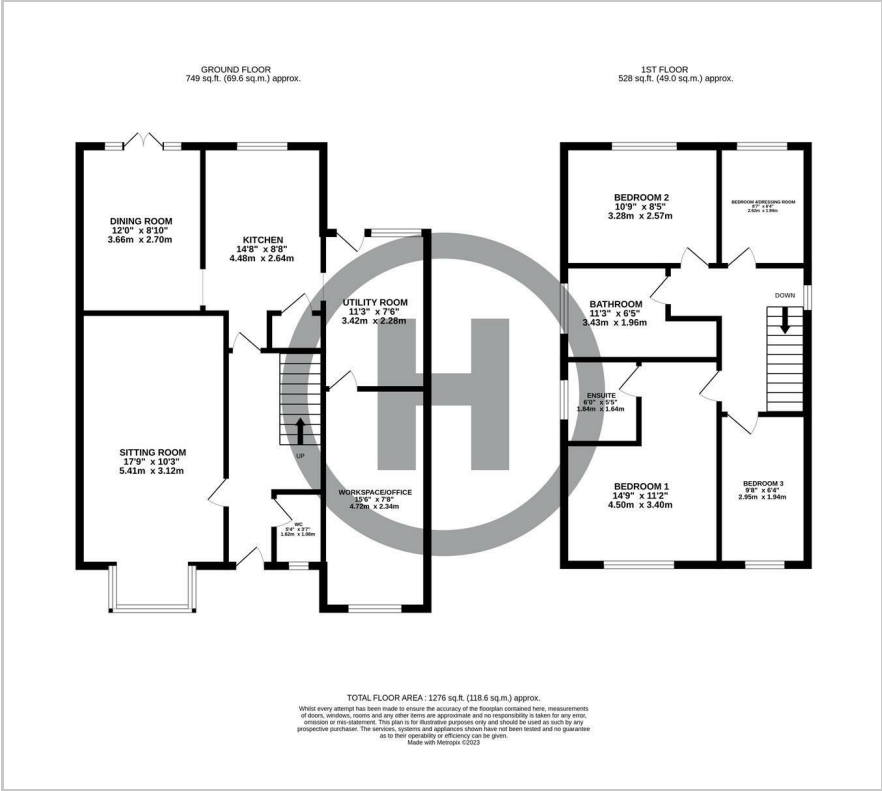 GROUND FLOOR
749 sq.ft. (69.6 sq.m.) approx.
DINING ROOM
12'0" x 8'10"
3.66m x 2.70m
KITCHEN
14'8" x 8'8"
4.48m x 2.64m
UTILITY ROOM
11'3" x 7'6"
3.42m x 2.28m
SITTING ROOM
17'9" x 10'3"
5.41m x 3.12m
UP
WORKSPACE/OFFICE
15'6" x 7'8"
4.72m x 2.34m
WC
5'4" x 3'7"
1.62m x 1.08m
1ST FLOOR
528 sq.ft. (49.0 sq.m.) approx.
BEDROOM 2
10'9" x 8'5"
3.28m x 2.57m
BEDROOM 4/DRESSING ROOM
8'7" x 6'4"
2.62m x 1.94m
BATHROOM
11'3" x 6'5"
3.43m x 1.96m
DOWN
ENSUITE
6'0" x 5'5"
1.84m x 1.64m
BEDROOM 1
14'9" x 11'2"
4.50m x 3.40m
BEDROOM 3
9'8" x 6'4"
2.95m x 1.94m
H
TOTAL FLOOR AREA : 1276 sq.ft. (118.6 sq.m.) approx.
Whilst every attempt has been made to ensure the accuracy of the floorplan contained here, measurements
of doors, windows, rooms and any other items are approximate and no responsibility is taken for any error,
omission or mis-statement. This plan is for illustrative purposes only and should be used as such by any
prospective purchaser. The services, systems and appliances shown have not been tested and no guarantee
as to their operability or efficiency can be given.
Made with Metropix ©2023